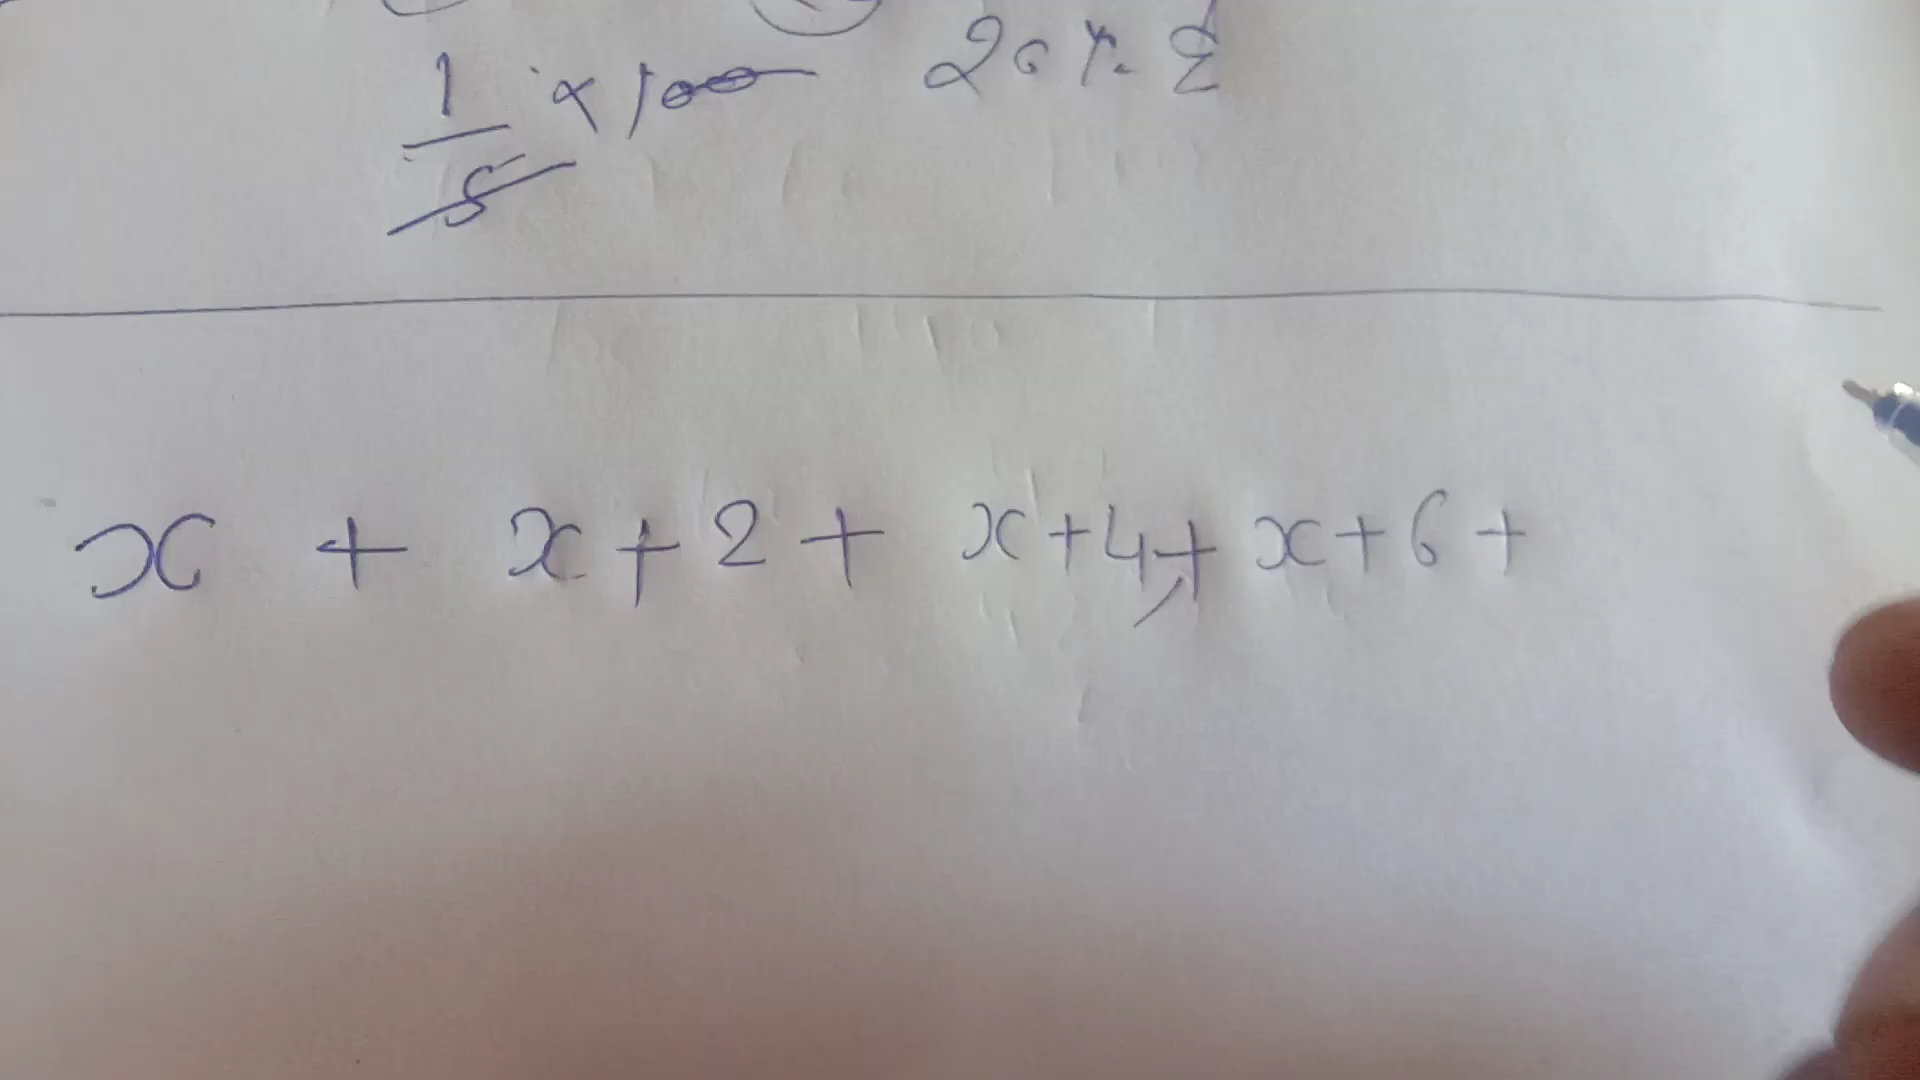 1/5 × 100 20%
x + x + 2 + x + 4 + x + 6 +